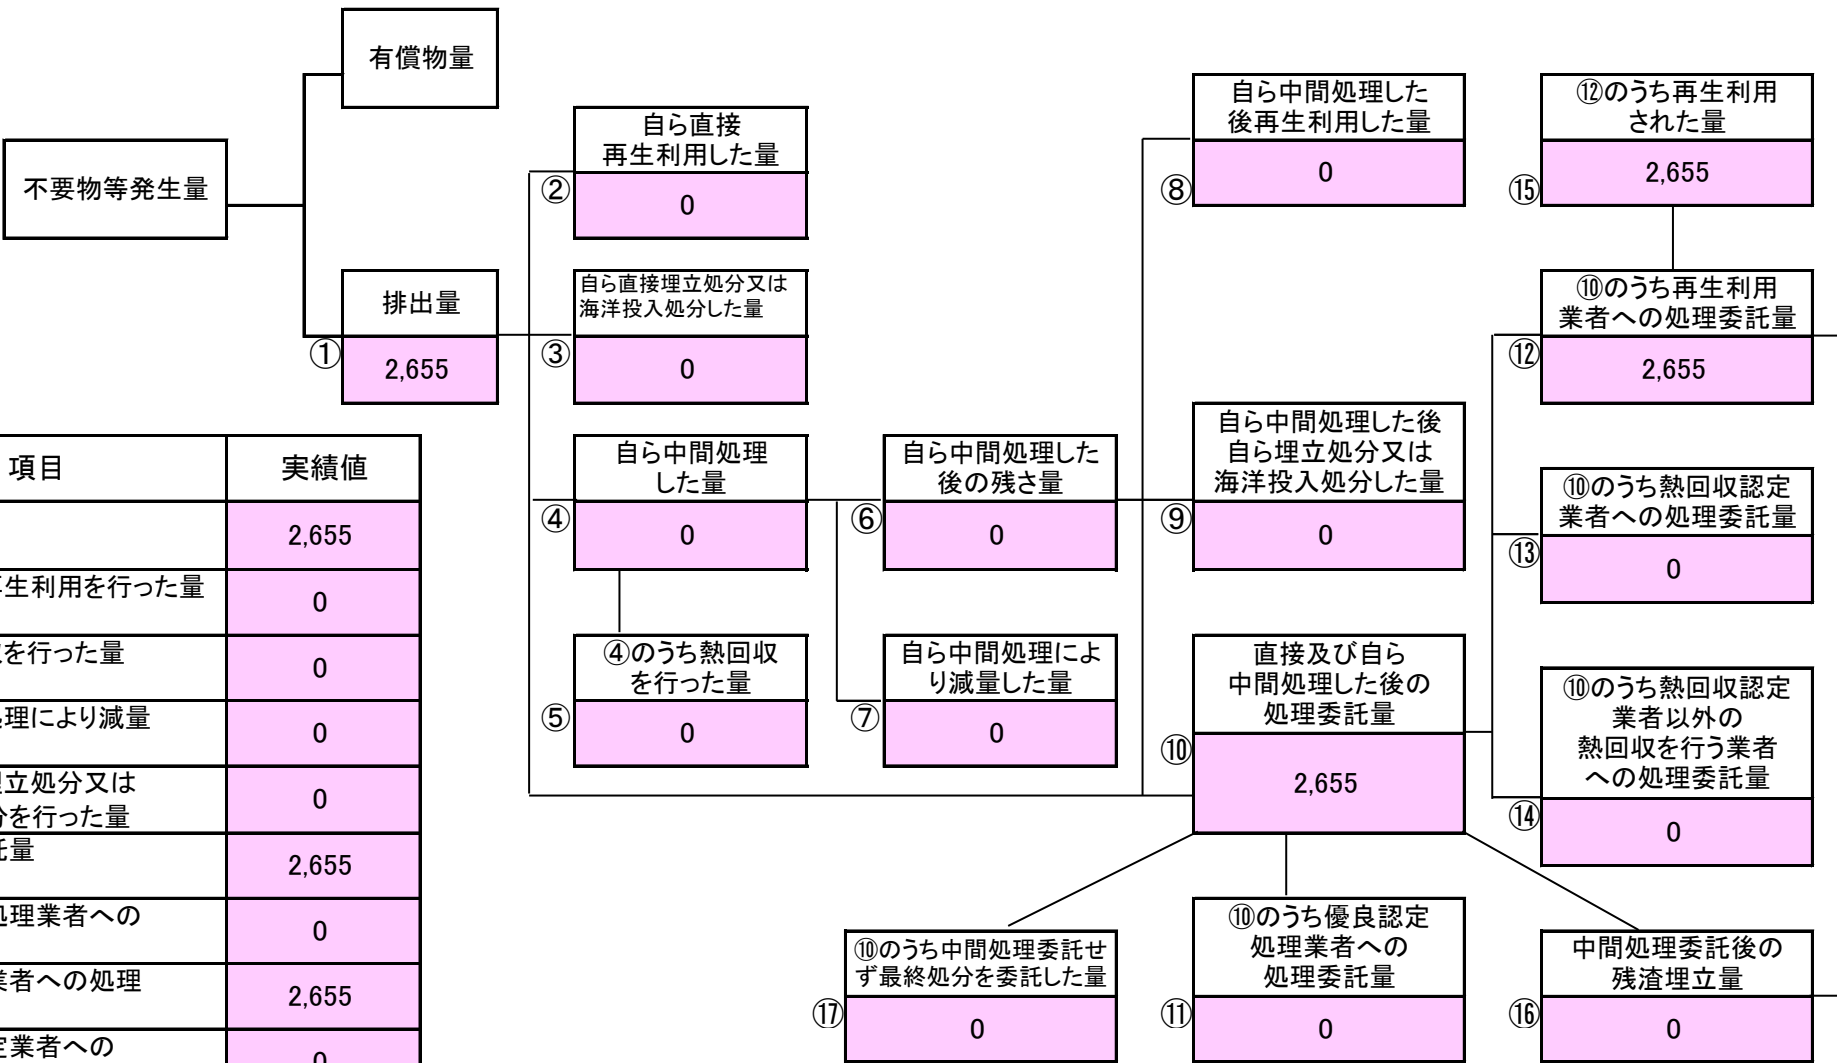 有償物量
不要物等発生量
排出量
①
2,655
自ら直接
再生利用した量
②
0
自ら直接埋立処分又は
海洋投入処分した量
③
0
自ら中間処理
した量
④
0
④のうち熱回収
を行った量
⑤
0
自ら中間処理した
後の残さ量
⑥
0
自ら中間処理によ
り減量した量
⑦
0
自ら中間処理した
後再生利用した量
⑧
0
自ら中間処理した後
自ら埋立処分又は
海洋投入処分した量
⑨
0
直接及び自ら
中間処理した後の
処理委託量
⑩
2,655
⑫のうち再生利用
された量
⑮
2,655
⑩のうち再生利用
業者への処理委託量
⑫
2,655
⑩のうち熱回収認定
業者への処理委託量
⑬
0
⑩のうち熱回収認定
業者以外の
熱回収を行う業者
への処理委託量
⑭
0
⑩のうち中間処理委託せ
ず最終処分を委託した量
⑰
0
⑩のうち優良認定
処理業者への
処理委託量
⑪
0
中間処理委託後の
残渣埋立量
⑯
0
項目 実績値
2,655
生利用を行った量
0
を行った量
0
理により減量
0
立処分又は
を行った量
0
量
2,655
処理業者への
0
業者への処理
2,655
定業者への
0